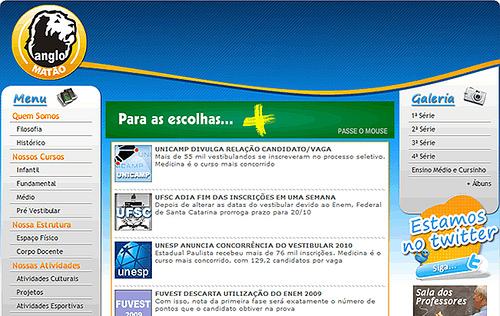 anglo
MATÃO
Menu
Quem Somos
Filosofia
Histórico
Nossos Cursos
Infantil
Fundamental
Médio
Pré Vestibular
Nossa Estrutura
Espaço Físico
Corpo Docente
Nossas Atividades
Atividades Culturais
Projetos
Atividades Esportivas
Para as escolhas...
PASSE O MOUSE
UNICAMP
UNICAMP DIVULGA RELAÇÃO CANDIDATO/VAGA
Mais de 55 mil vestibulandos se inscreveram no processo seletivo.
Medicina é o curso mais concorrido
UFSC
UFSC ADIA FIM DAS INSCRIÇÕES EM UMA SEMANA
Depois de alterar as datas do vestibular devido ao Enem, Federal
de Santa Catarina prorroga prazo para 20/10
unesp
UNESP ANUNCIA CONCORRÊNCIA DO VESTIBULAR 2010
Estadual Paulista recebeu mais de 76 mil inscrições. Medicina é o
curso mais concorrido, com 129,2 candidatos por vaga
FUVEST
2009
FUVEST DESCARTA UTILIZAÇÃO DO ENEM 2009
Com isso, nota da primeira fase será exatamente o número de
pontos que o candidato obtiver na prova
Galeria
1ª Série
2ª Série
3ª Série
4ª Série
Ensino Médio e Cursinho
+ Álbuns
Estamos
no twitter
Siga...
Sala dos
Professores